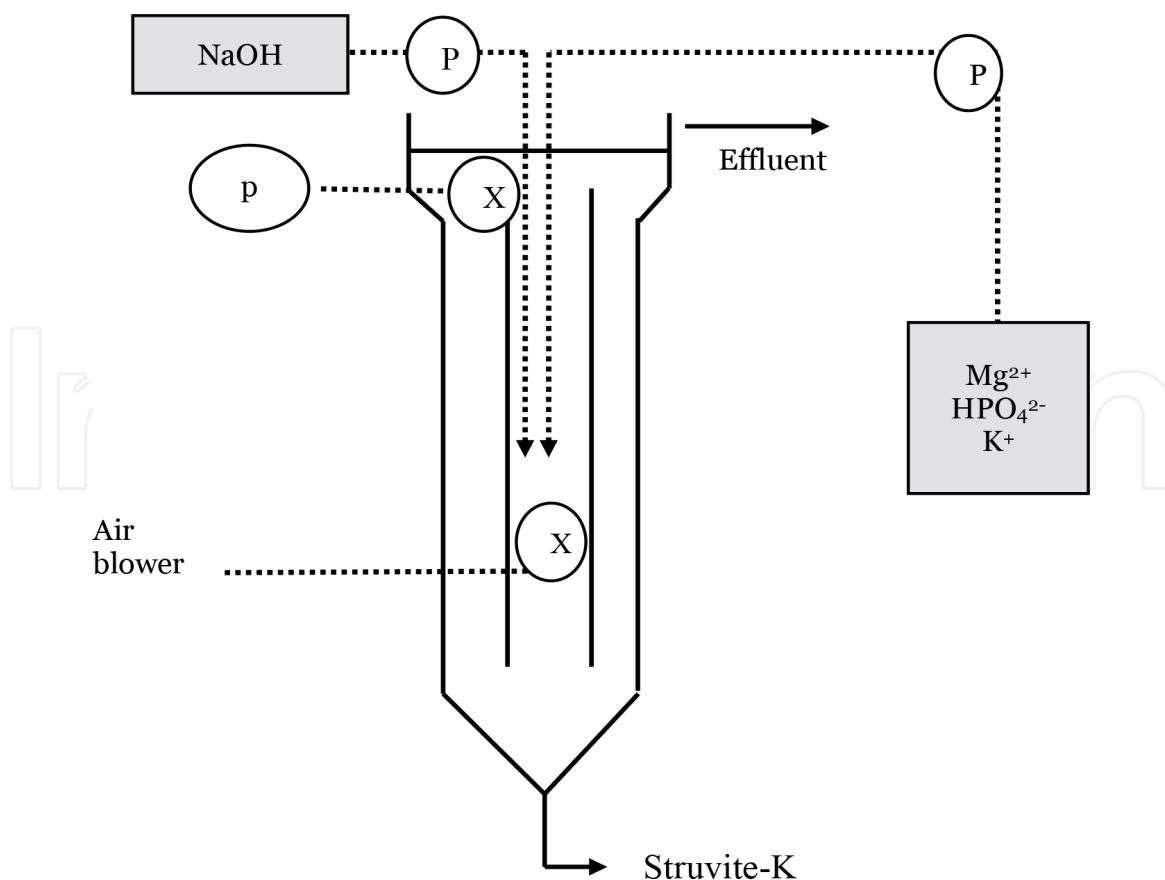 NaOH
P
P
Effluent
p
X
Mg²⁺
HPO₄²⁻
K⁺
Air
blower
X
Struvite-K